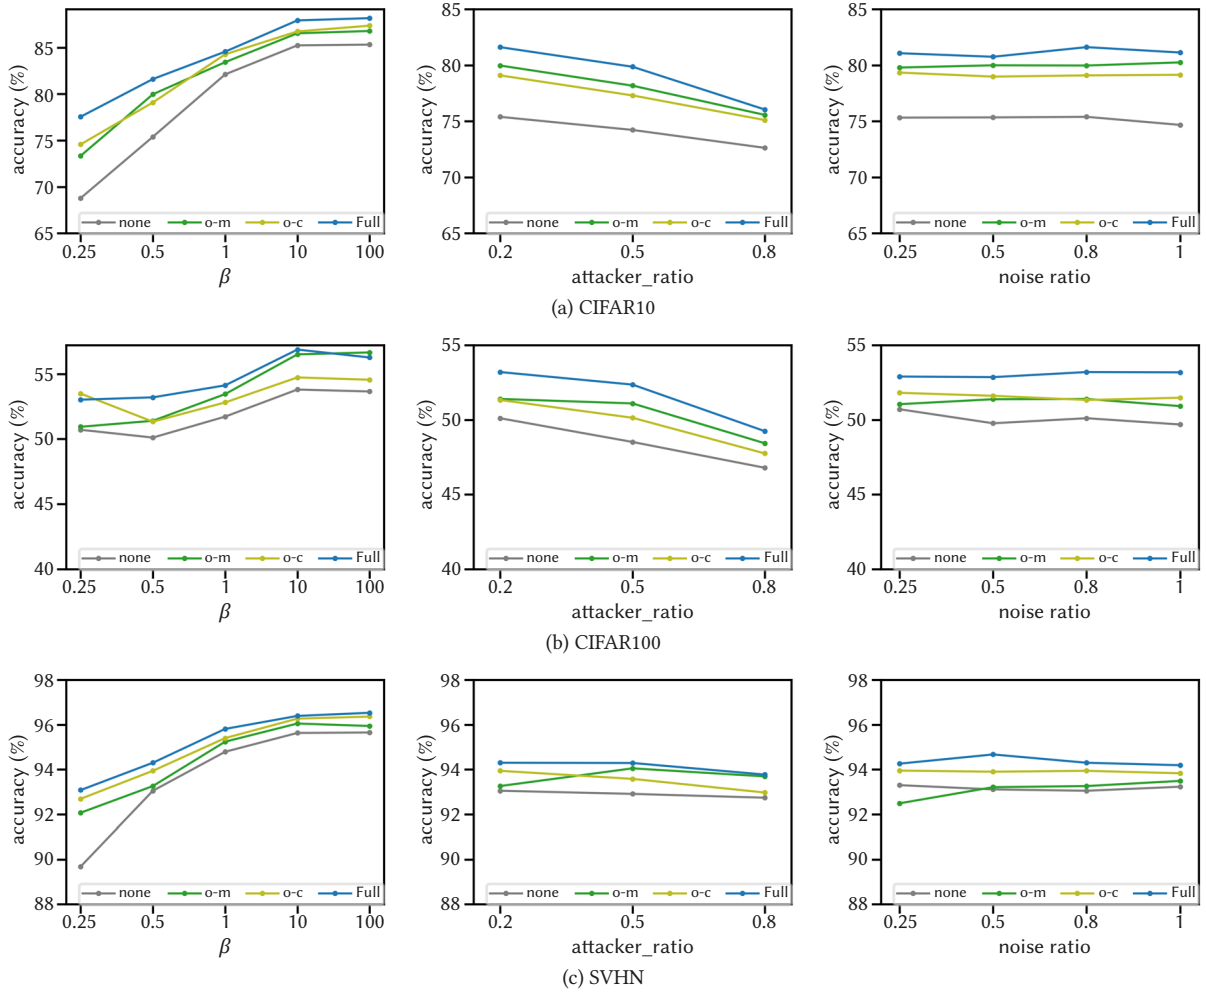 accuracy (%)
85
80
75
70
65
none o-m o-c Full
0.25 0.5 1 10 100
β
accuracy (%)
85
80
75
70
65
none o-m o-c Full
0.2 0.5 0.8
attacker_ratio
accuracy (%)
85
80
75
70
65
none o-m o-c Full
0.25 0.5 0.8 1
noise ratio
(a) CIFAR10
accuracy (%)
55
50
45
40
none o-m o-c Full
0.25 0.5 1 10 100
β
accuracy (%)
55
50
45
40
none o-m o-c Full
0.2 0.5 0.8
attacker_ratio
accuracy (%)
55
50
45
40
none o-m o-c Full
0.25 0.5 0.8 1
noise ratio
(b) CIFAR100
accuracy (%)
98
96
94
92
90
88
none o-m o-c Full
0.25 0.5 1 10 100
β
accuracy (%)
98
96
94
92
90
88
none o-m o-c Full
0.2 0.5 0.8
attacker_ratio
accuracy (%)
98
96
94
92
90
88
none o-m o-c Full
0.25 0.5 0.8 1
noise ratio
(c) SVHN